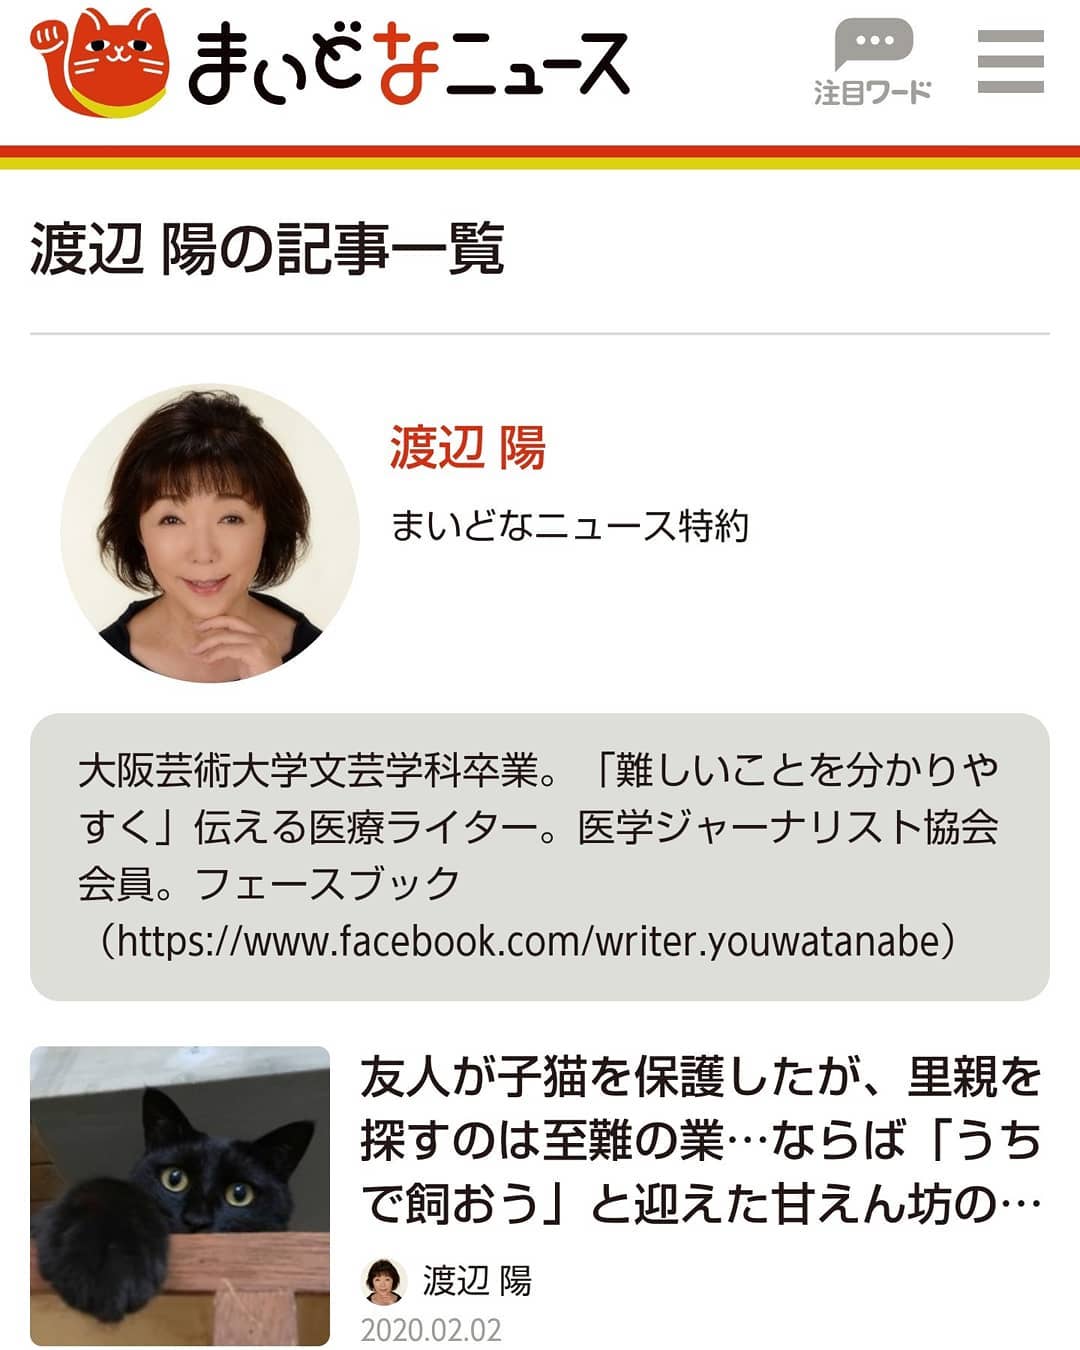 まいどなニュース
注目ワード
渡辺 陽の記事一覧
渡辺 陽
まいどなニュース特約
大阪芸術大学文芸学科卒業。「難しいことを分かりや
すく」伝える医療ライター。医学ジャーナリスト協会
会員。フェースブック
（https://www.facebook.com/writer.youwatanabe）
友人が子猫を保護したが、里親を
探すのは至難の業…ならば「うち
で飼おう」と迎えた甘えん坊の…
渡辺 陽
2020.02.02